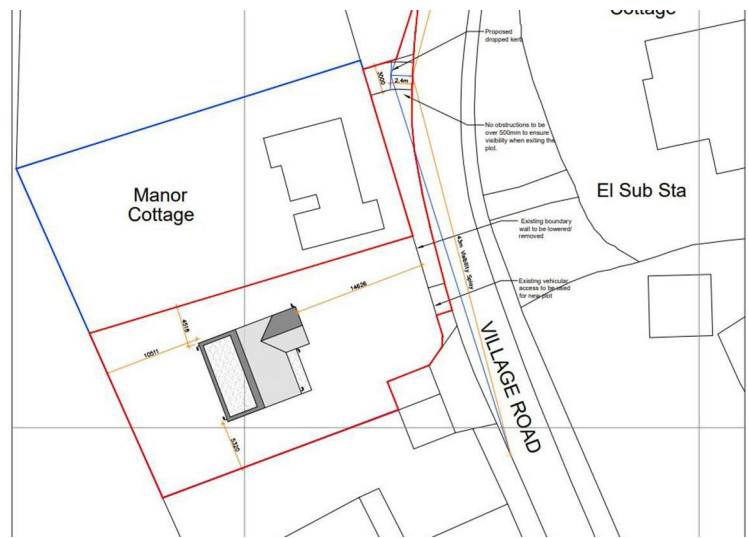 Cottage
Proposed
dropped kerb
3000
2.4m
No obstructions to be
over 500mm to ensure
visibility when exiting the
plot.
El Sub Sta
Manor
Cottage
Existing boundary
wall to be lowered/
removed
43m Visibility Splay
Existing vehicular
access to be used
for new plot
14626
4518
10511
VILLAGE ROAD
5320